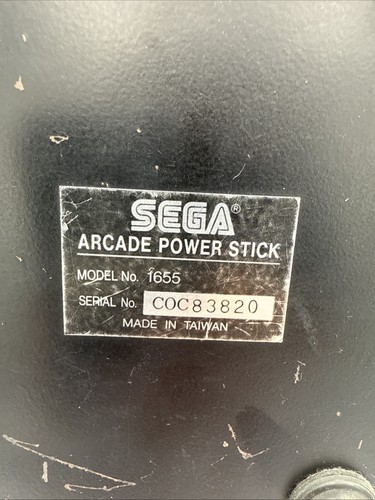 SEGA®
ARCADE POWER STICK
MODEL No. 1655
SERIAL No. COC83820
MADE IN TAIWAN